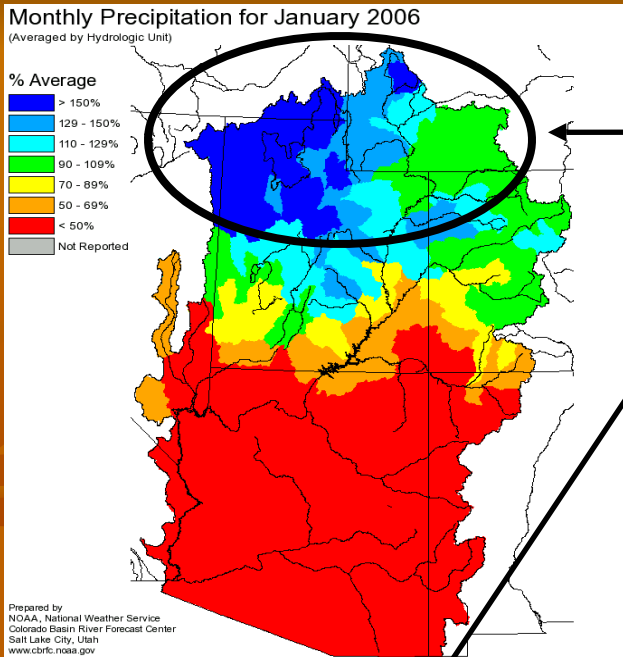 Monthly Precipitation for January 2006
(Averaged by Hydrologic Unit)
% Average
> 150%
129 - 150%
110 - 129%
90 - 109%
70 - 89%
50 - 69%
< 50%
Not Reported
Prepared by
NOAA, National Weather Service
Colorado Basin River Forecast Center
Salt Lake City, Utah
www.cbrfc.noaa.gov